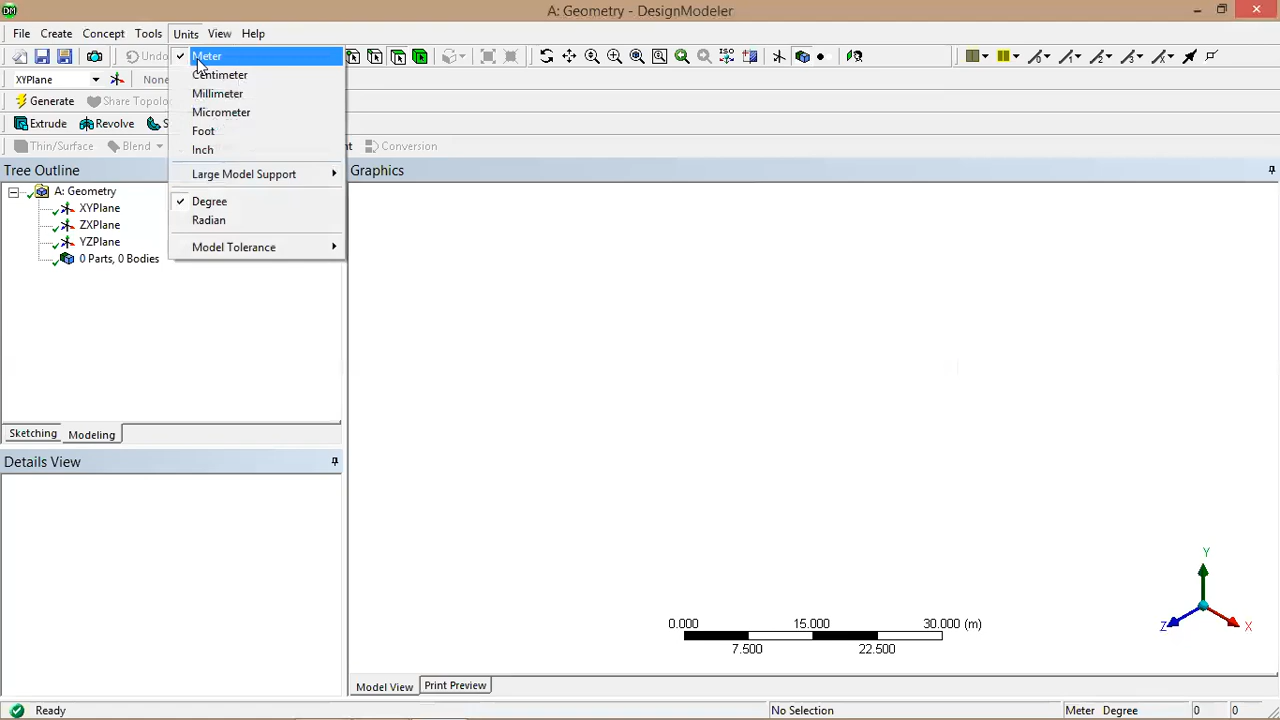 DM
A: Geometry - DesignModeler
File Create Concept Tools Units View Help
Undo
XYPlane None
Generate Share Topolo
Extrude Revolve S
Thin/Surface Blend nt Conversion
Meter
Centimeter
Millimeter
Micrometer
Foot
Inch
Large Model Support
Degree
Radian
Model Tolerance
Tree Outline
A: Geometry
XYPlane
ZXPlane
YZPlane
0 Parts, 0 Bodies
Sketching Modeling
Details View
Graphics
Y
Z
X
0.000 15.000 30.000 (m)
7.500 22.500
Model View Print Preview
Ready No Selection Meter Degree 0 0